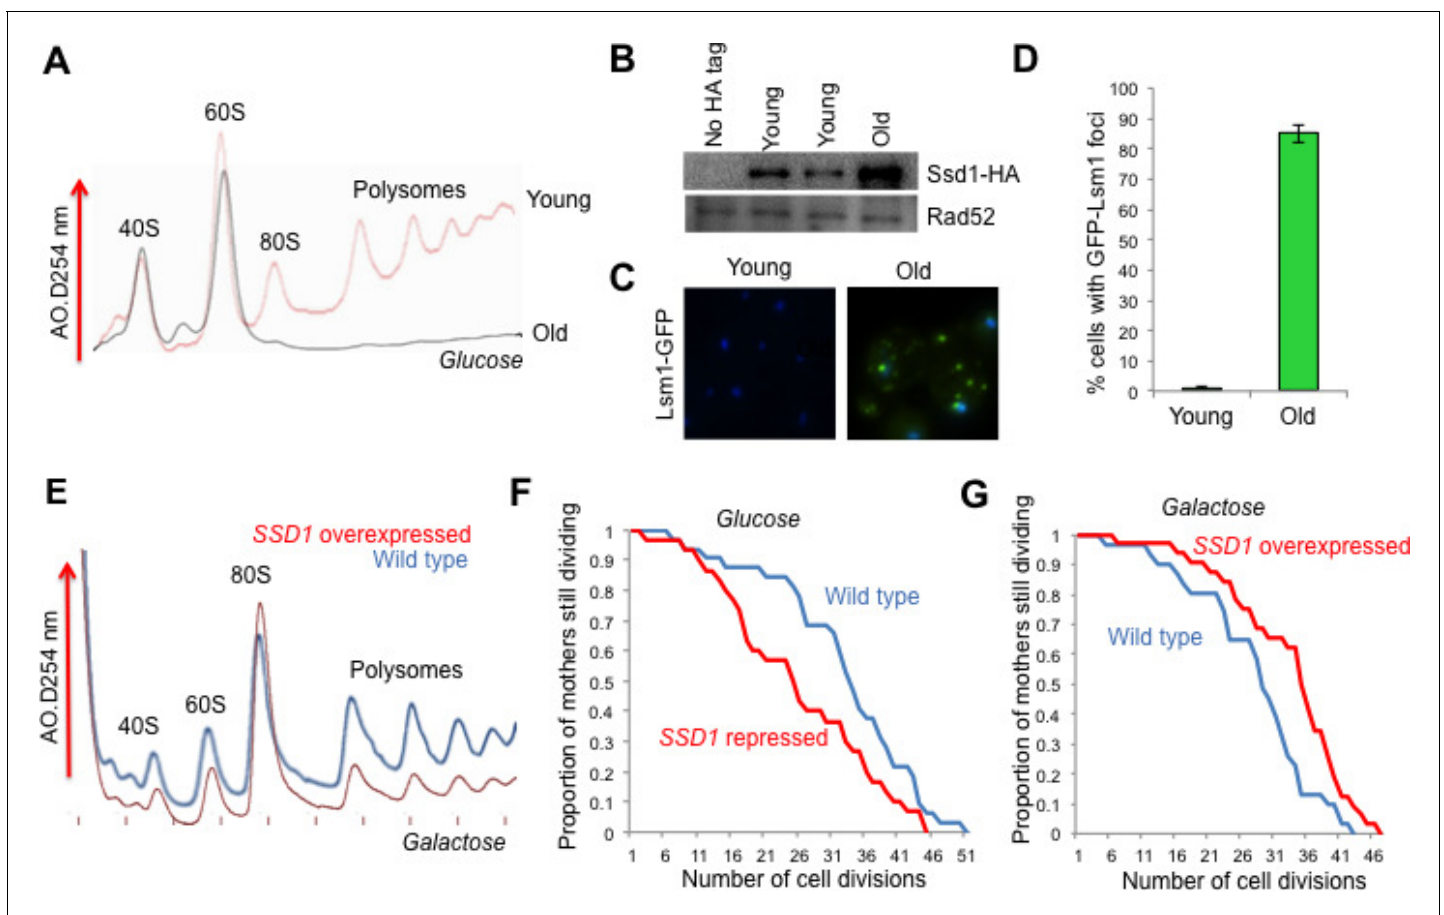 A
60S
40S
80S
Polysomes
Young
Old
Glucose
AO.D254 nm
B
No HA tag
Young
Young
Old
Ssd1-HA
Rad52
C
Young
Old
Lsm1-GFP
D
% cells with GFP-Lsm1 foci
100
90
80
70
60
50
40
30
20
10
0
Young
Old
E
SSD1 overexpressed
Wild type
80S
60S
40S
Polysomes
AO.D254 nm
Galactose
F
Glucose
Proportion of mothers still dividing
1
0.9
0.8
0.7
0.6
0.5
0.4
0.3
0.2
0.1
0
Wild type
SSD1 repressed
1 6 11 16 21 26 31 36 41 46 51
Number of cell divisions
G
Galactose
Proportion of mothers still dividing
1
0.9
0.8
0.7
0.6
0.5
0.4
0.3
0.2
0.1
0
SSD1 overexpressed
Wild type
1 6 11 16 21 26 31 36 41 46
Number of cell divisions